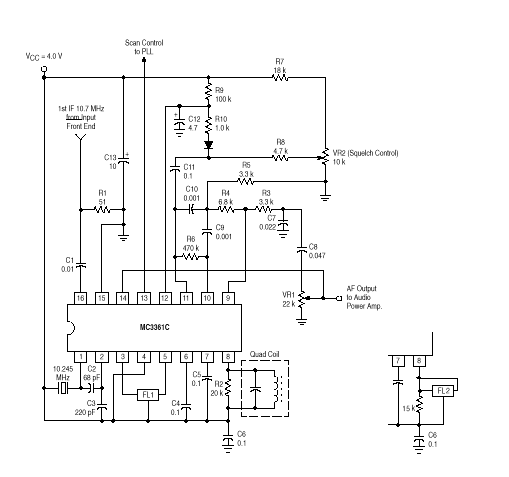 Scan Control
to PLL
VCC = 4.0 V
R7
18 k
R9
100 k
1st IF 10.7 MHz
from Input
Front End
C12
4.7
+
R10
1.0 k
R8
4.7 k
VR2 (Squelch Control)
10 k
C13
10
+
C11
0.1
R5
3.3 k
C10
0.001
R4
6.8 k
R3
3.3 k
R1
51
C7
0.022
C9
0.001
R6
470 k
C8
0.047
C1
0.01
VR1
22 k
AF Output
to Audio
Power Amp.
16
15
14
13
12
11
10
9
MC3361C
1
2
3
4
5
6
7
8
Quad Coil
10.245
MHz
C2
68 pF
C3
220 pF
FL1
C4
0.1
C5
0.1
R2
20 k
C6
0.1
7
8
FL2
15 k
C6
0.1